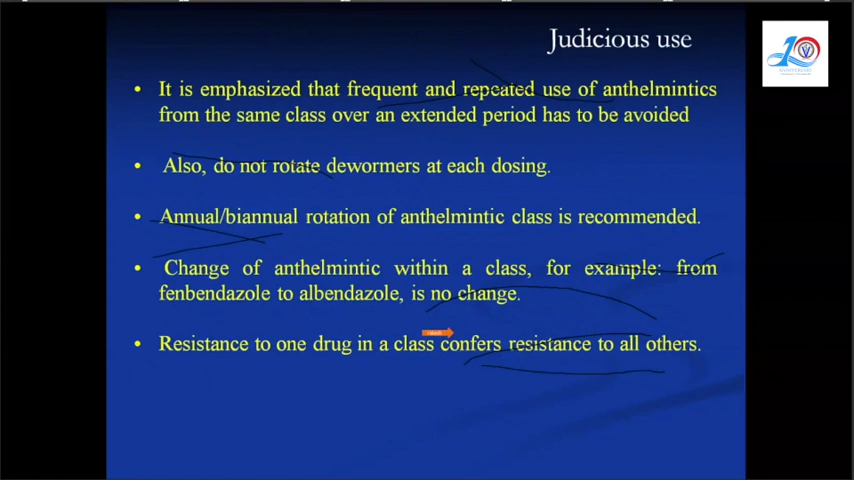 Judicious use
• It is emphasized that frequent and repeated use of anthelmintics
from the same class over an extended period has to be avoided
• Also, do not rotate dewormers at each dosing.
• Annual/biannual rotation of anthelmintic class is recommended.
• Change of anthelmintic within a class, for example: from
fenbendazole to albendazole, is no change.
• Resistance to one drug in a class confers resistance to all others.